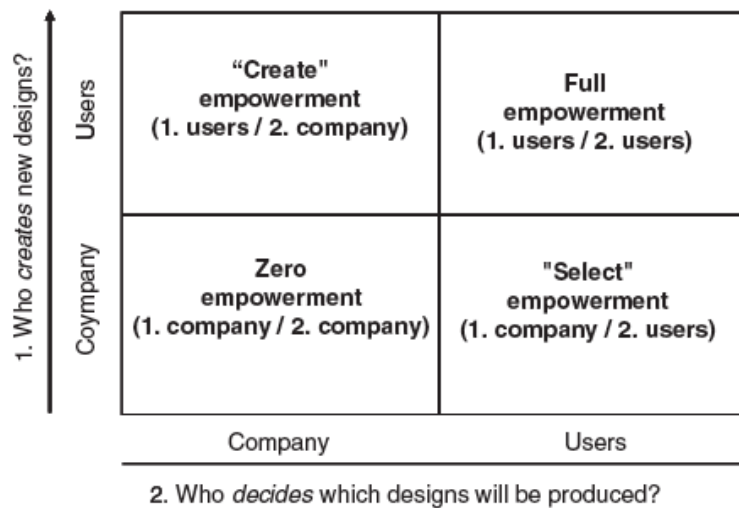 1. Who creates new designs?
Users
“Create"
empowerment
(1. users / 2. company)
Full
empowerment
(1. users / 2. users)
Coympany
Zero
empowerment
(1. company / 2. company)
"Select"
empowerment
(1. company / 2. users)
Company
Users
2. Who decides which designs will be produced?